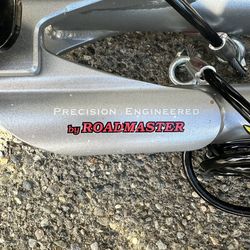 PRECISION ENGINEERED
by ROADMASTER